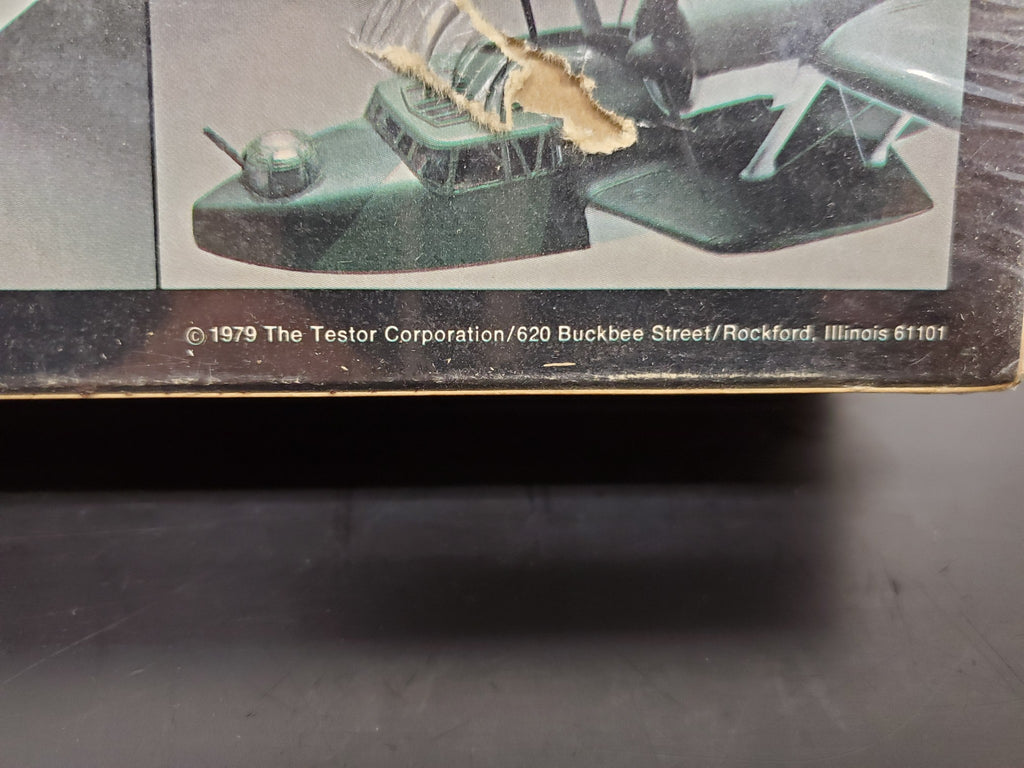 © 1979 The Testor Corporation/620 Buckbee Street/Rockford, Illinois 61101